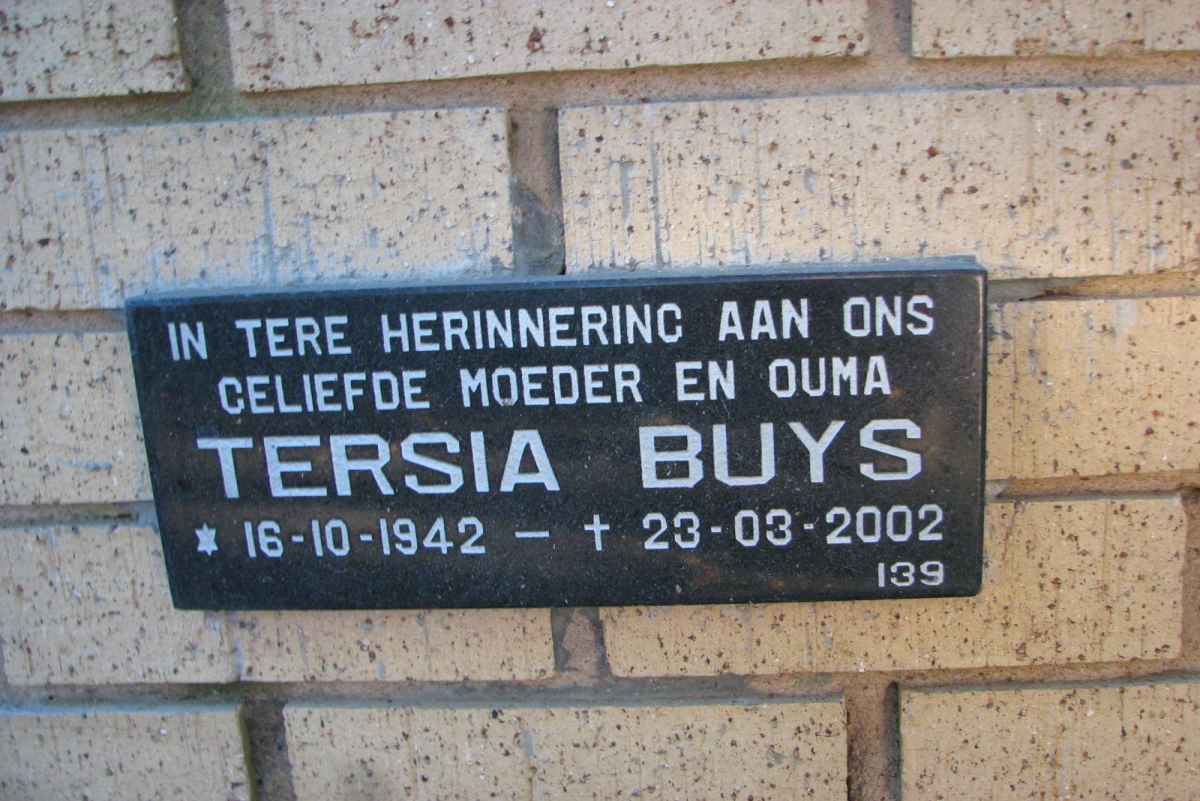 IN TERE HERINNERING AAN ONS
GELIEFDE MOEDER EN OUMA
TERSIA BUYS
* 16-10-1942 – † 23-03-2002
139